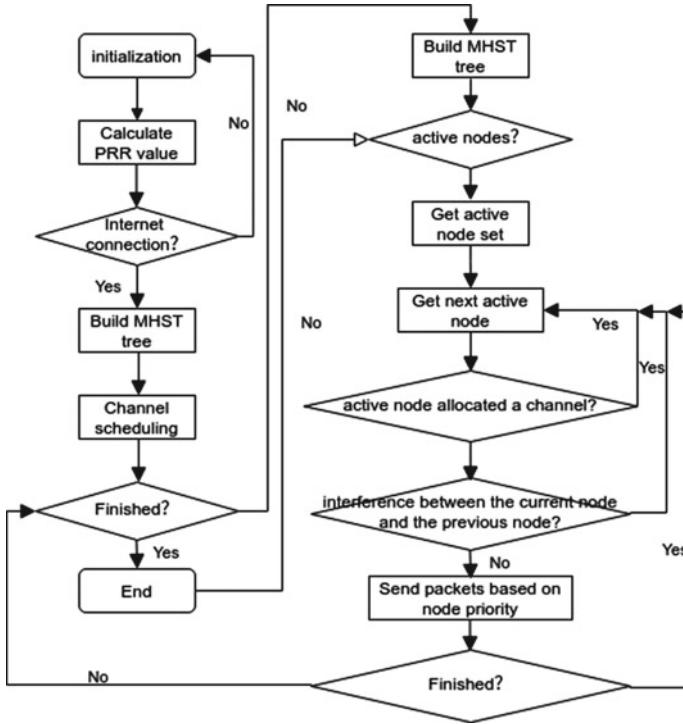 initialization
Calculate
PRR value
Internet
connection?
No
Yes
Build MHST
tree
Channel
scheduling
Finished?
Yes
End
Build MHST
tree
No
active nodes?
Get active
node set
Get next active
node
No
Yes
Yes
active node allocated a channel?
interference between the current node
and the previous node?
Yes
No
Send packets based on
node priority
No
Finished?